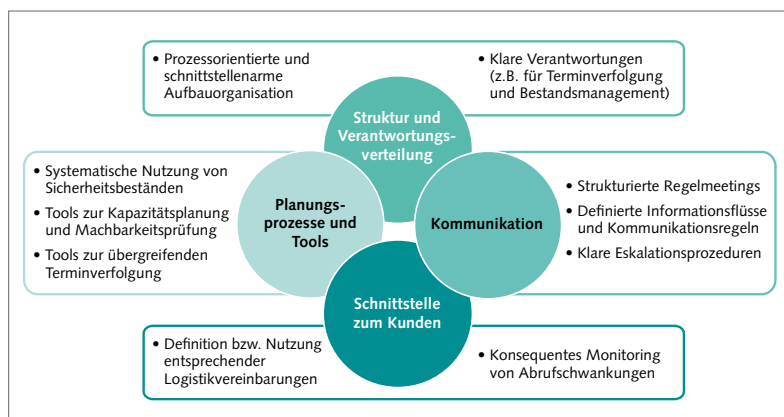 • Prozessorientierte und
schnittstellenarme
Aufbauorganisation
• Klare Verantwortungen
(z.B. für Terminverfolgung
und Bestandsmanagement)
Struktur und
Verantwortungs-
verteilung
• Systematische Nutzung von
Sicherheitsbeständen
• Tools zur Kapazitätsplanung
und Machbarkeitsprüfung
• Tools zur übergreifenden
Terminverfolgung
Planungs-
prozesse und
Tools
Kommunikation
• Strukturierte Regelmeetings
• Definierte Informationsflüsse
und Kommunikationsregeln
• Klare Eskalationsprozeduren
Schnittstelle
zum Kunden
• Definition bzw. Nutzung
entsprechender
Logistikvereinbarungen
• Konsequentes Monitoring
von Abrufschwankungen